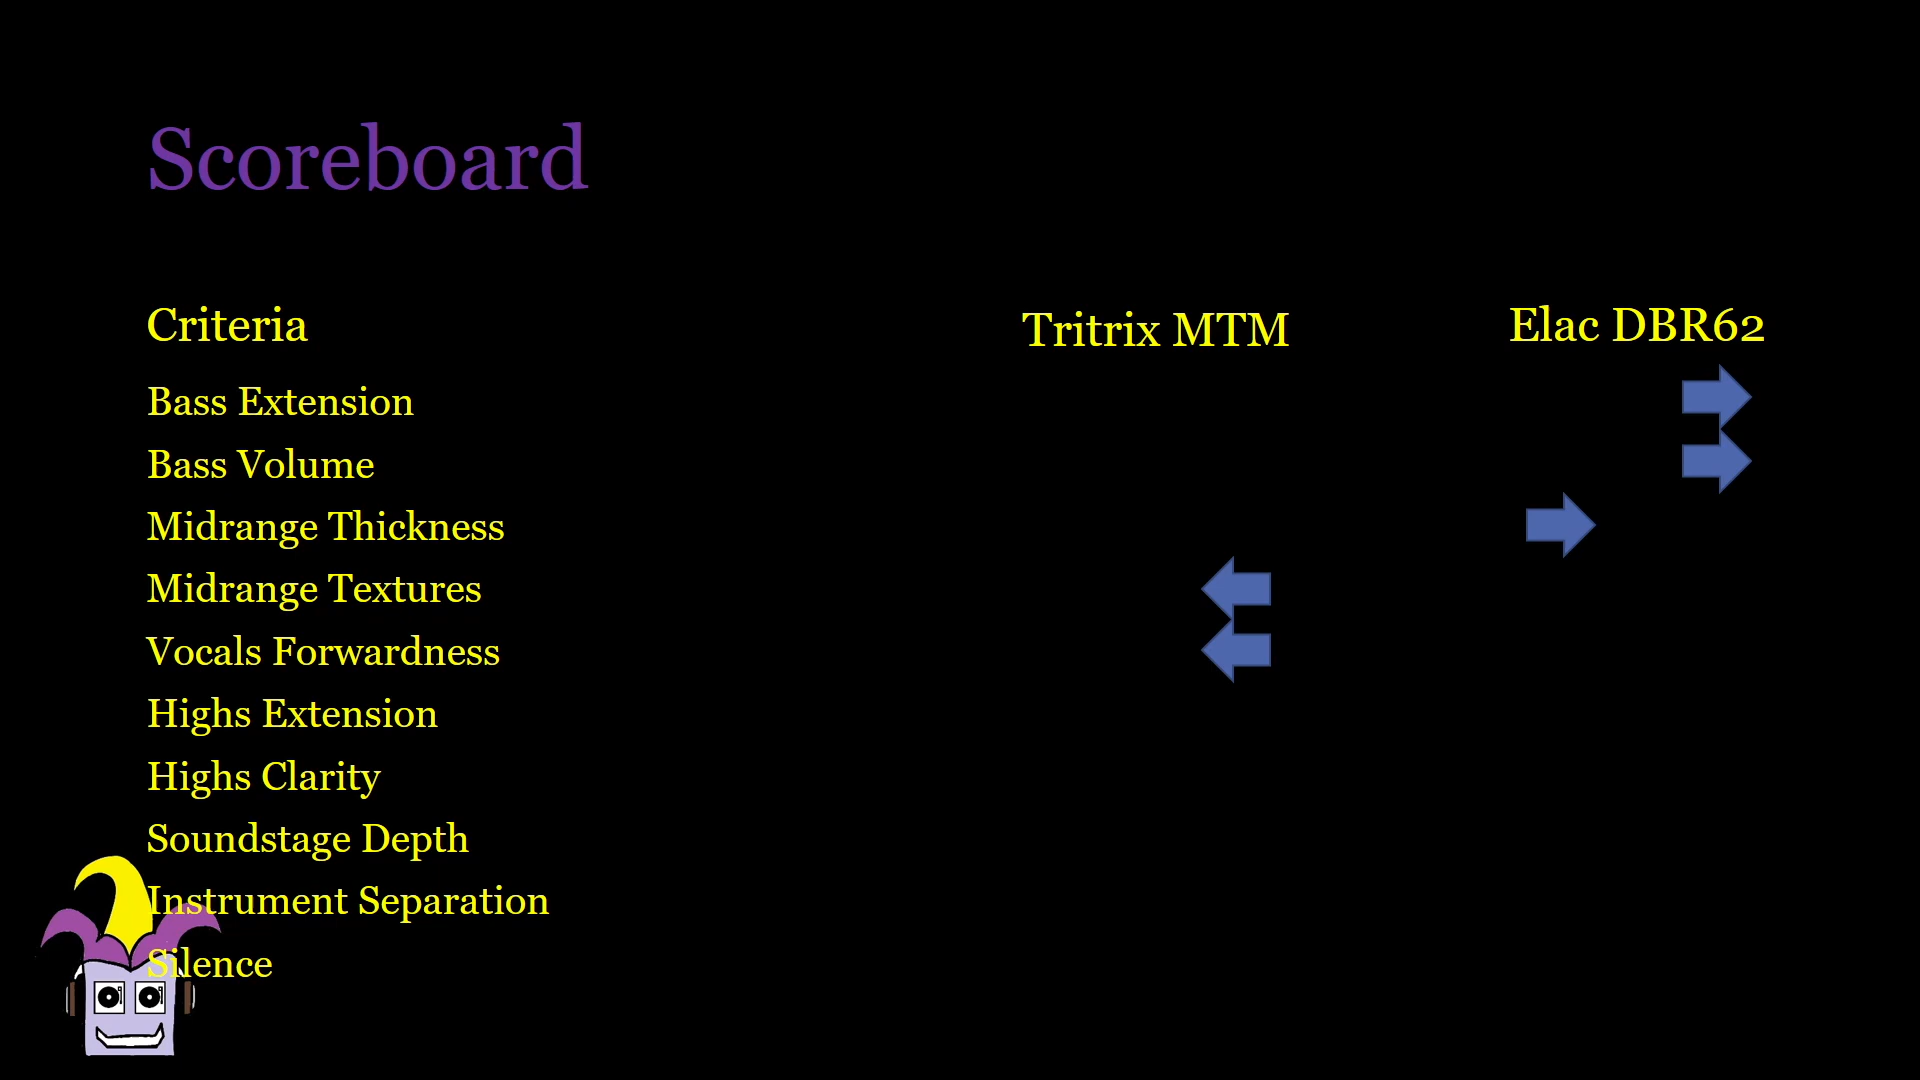 Scoreboard
Criteria
Tritrix MTM
Elac DBR62
Bass Extension
Bass Volume
Midrange Thickness
Midrange Textures
Vocals Forwardness
Highs Extension
Highs Clarity
Soundstage Depth
Instrument Separation
Silence